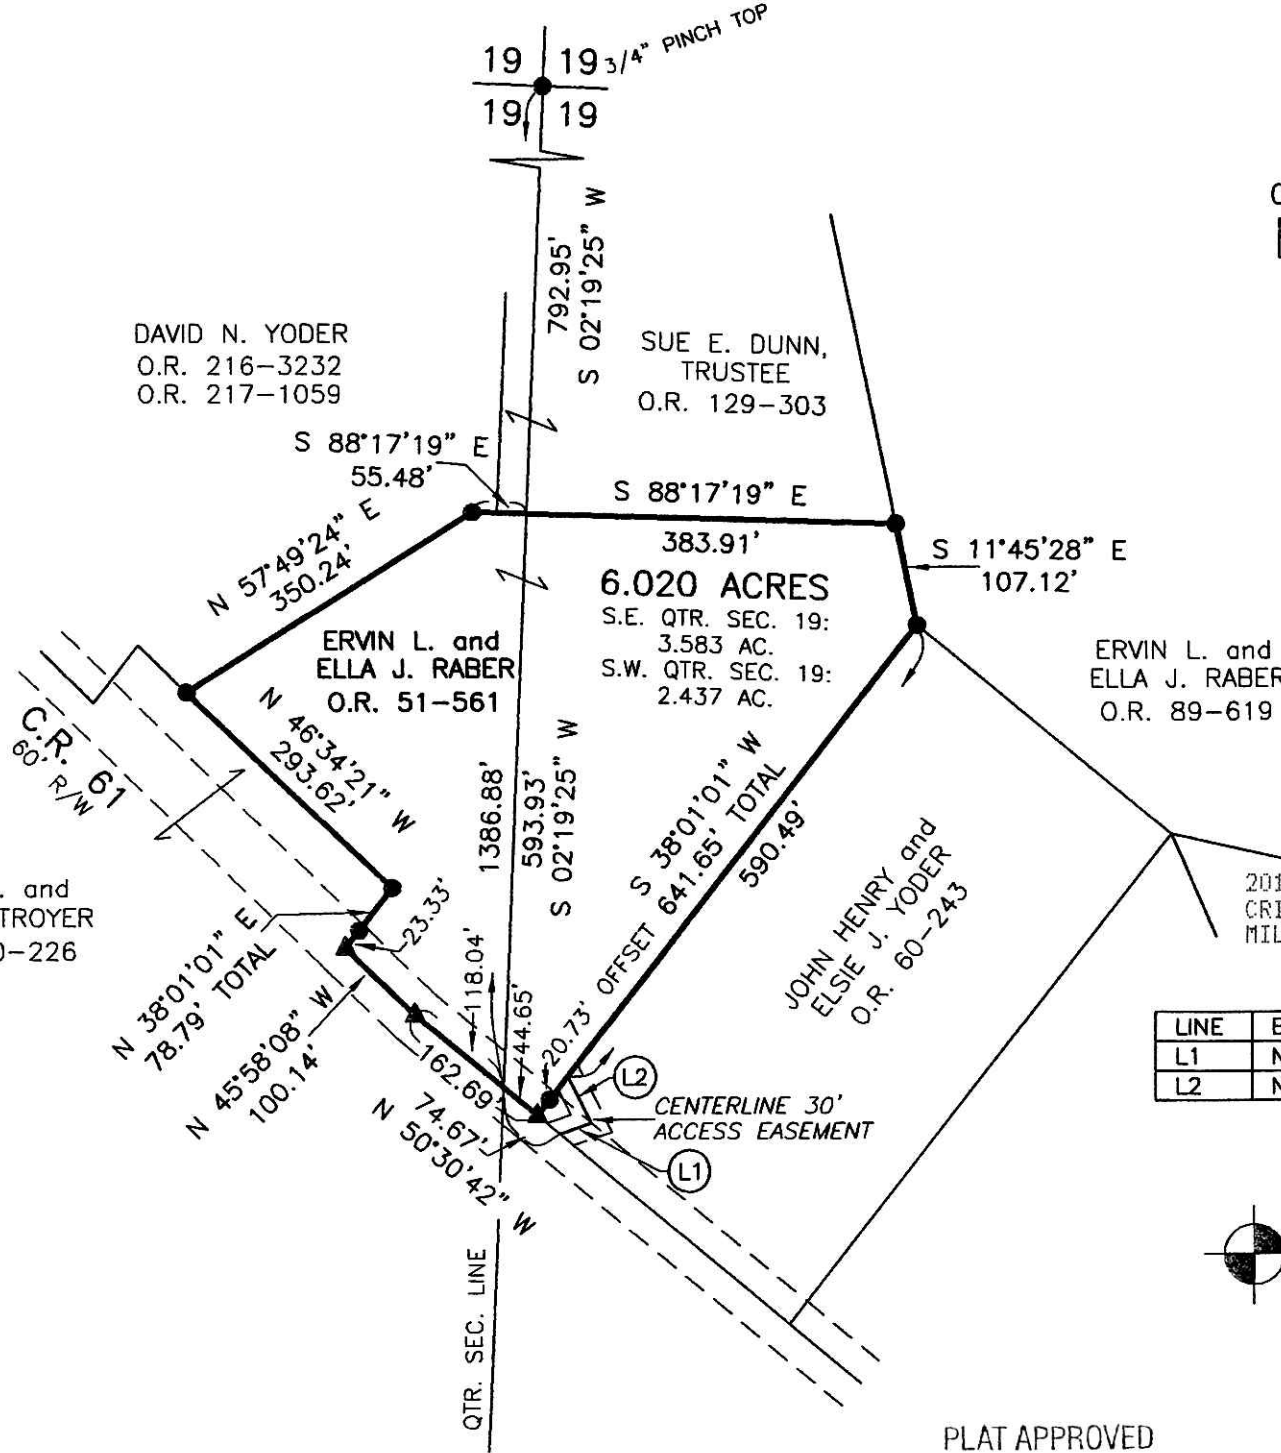 19 19 3/4" PINCH TOP
19 19
792.95'
S 02°19'25" W
DAVID N. YODER
O.R. 216-3232
O.R. 217-1059
SUE E. DUNN,
TRUSTEE
O.R. 129-303
S 88°17'19" E
55.48'
S 88°17'19" E
383.91'
N 57°49'24" E
350.24'
S 11°45'28" E
107.12'
6.020 ACRES
S.E. QTR. SEC. 19:
3.583 AC.
S.W. QTR. SEC. 19:
2.437 AC.
ERVIN L. and
ELLA J. RABER
O.R. 51-561
ERVIN L. and
ELLA J. RABER
O.R. 89-619
C.R. 61
60' R/W
N 46°34'21" W
293.62'
1386.88'
593.93'
S 02°19'25" W
S 38°01'01" W
641.65' TOTAL
590.49'
20.73' OFFSET
JOHN HENRY and
ELSIE J. YODER
O.R. 60-243
. and
TROYER
0-226
23.33'
N 38°01'01" E
78.79' TOTAL
N 45°58'08" W
100.14'
118.04'
44.65'
162.69'
74.67'
N 50°30'42" W
L2
CENTERLINE 30'
ACCESS EASEMENT
L1
201
CRI
MIL
LINE
L1 N
L2 N
QTR. SEC. LINE
PLAT APPROVED